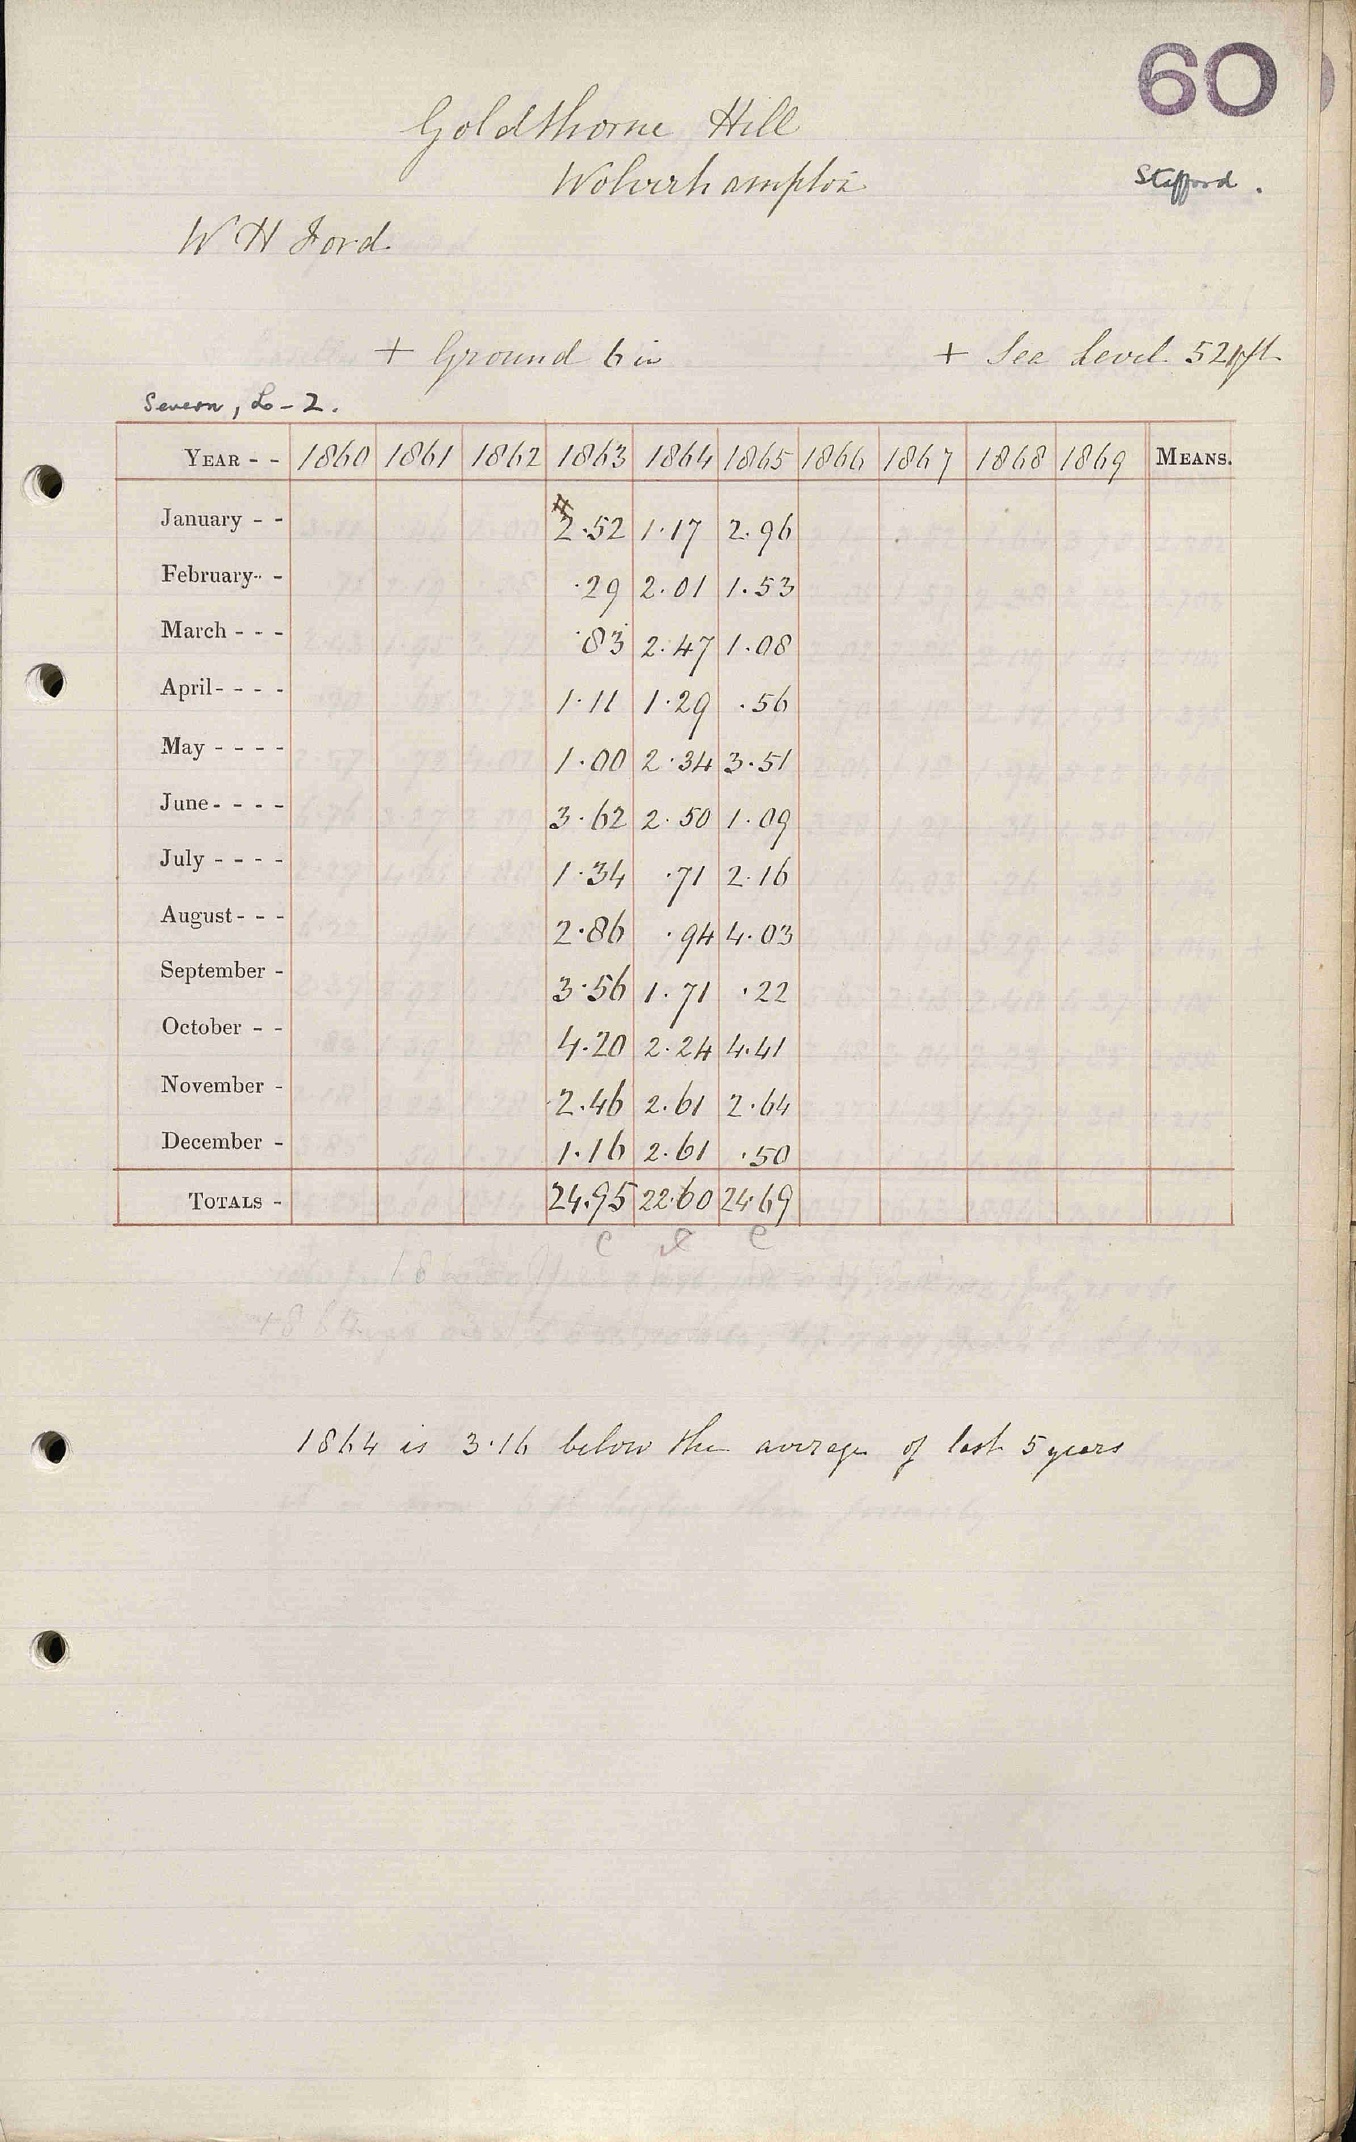 60
Goldthorne Hill
Wolverhampton
Stafford.
W H Ford
+ Ground 6 in + Sea Level 521 ft
Severn, Lo-2.
YEAR - - 1860 1861 1862 1863 1864 1865 1866 1867 1868 1869 MEANS.
January - - 2.52 1.17 2.96
February - - .29 2.01 1.53
March - - - .83 2.47 1.08
April - - - - 1.11 1.29 .56
May - - - - 1.00 2.34 3.51
June - - - - 3.62 2.50 1.09
July - - - - 1.34 .71 2.16
August - - - 2.86 .94 4.03
September - 3.56 1.71 .22
October - - 4.20 2.24 4.41
November - 2.46 2.61 2.64
December - 1.16 2.61 .50
TOTALS - 24.95 22.60 24.69
1864 is 3.16 below the average of last 5 years